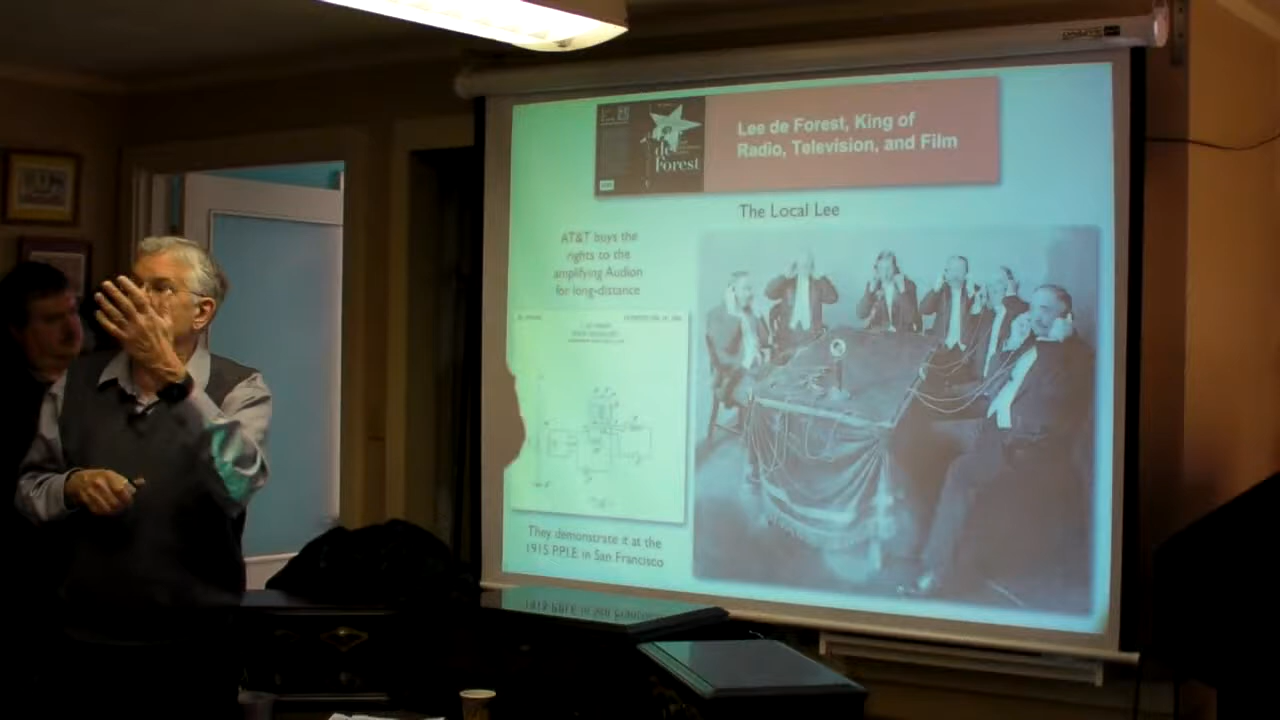 de
Forest
Lee de Forest, King of
Radio, Television, and Film
The Local Lee
AT&T buys the
rights to the
amplifying Audion
for long-distance
They demonstrate it at the
1915 P.P.I.E. in San Francisco